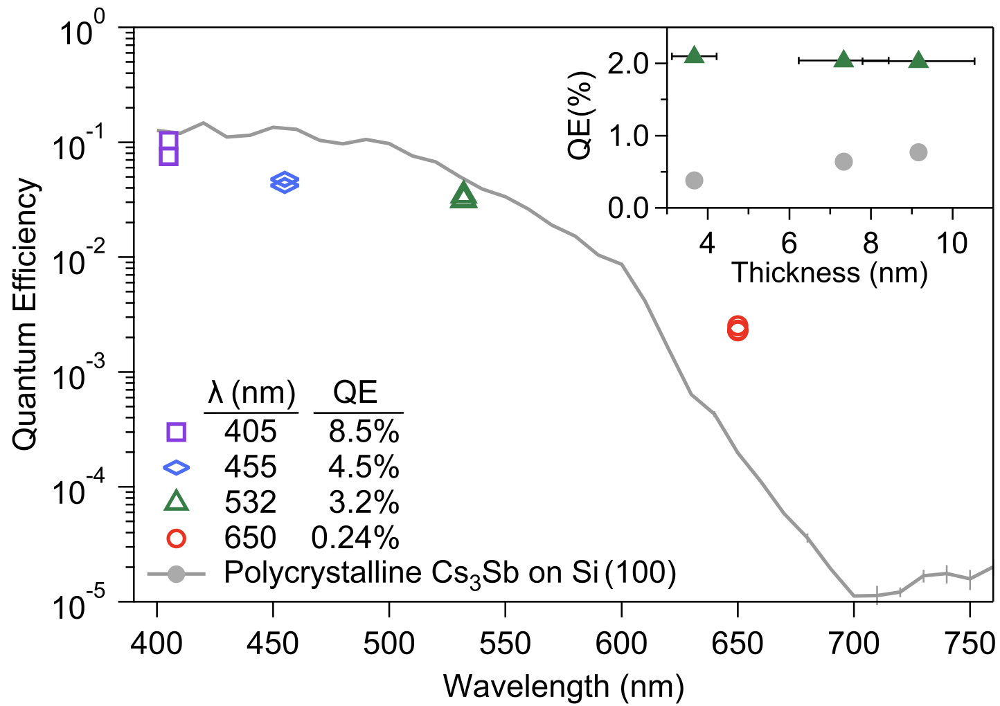 10^0
10^-1
10^-2
10^-3
10^-4
10^-5
Quantum Efficiency
400 450 500 550 600 650 700 750
Wavelength (nm)
λ (nm) QE
405 8.5%
455 4.5%
532 3.2%
650 0.24%
Polycrystalline Cs₃Sb on Si (100)
QE(%)
2.0
1.0
0.0
4 6 8 10
Thickness (nm)